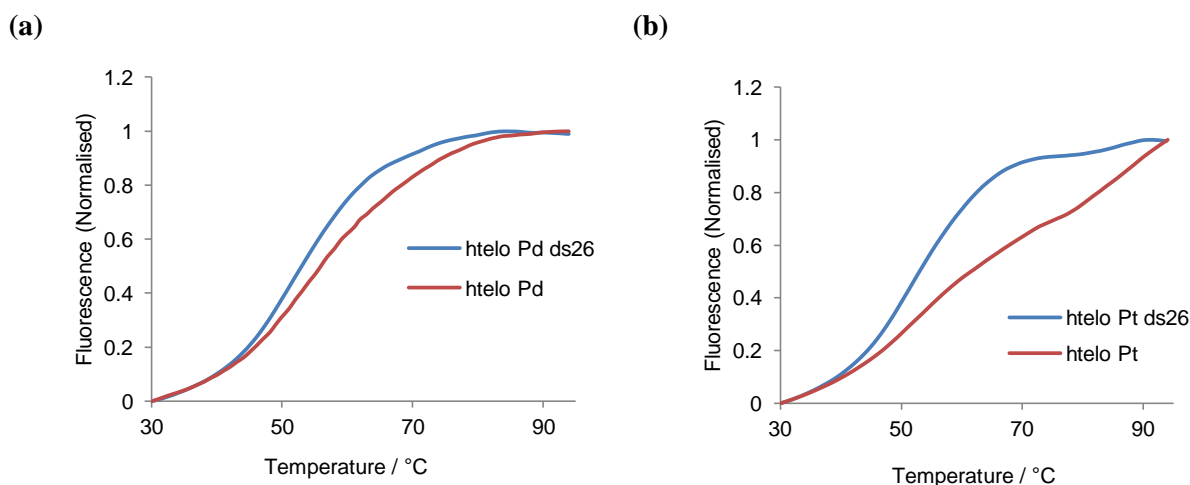 (a)
Fluorescence (Normalised)
1.2
1
0.8
0.6
0.4
0.2
0
30 50 70 90
Temperature / °C
htelo Pd ds26
htelo Pd
(b)
Fluorescence (Normalised)
1.2
1
0.8
0.6
0.4
0.2
0
30 50 70 90
Temperature / °C
htelo Pt ds26
htelo Pt